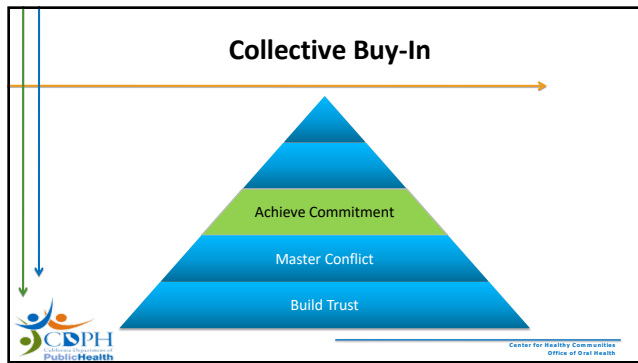 Collective Buy-In
Achieve Commitment
Master Conflict
Build Trust
CDPH
California Department of
PublicHealth
Center for Healthy Communities
Office of Oral Health